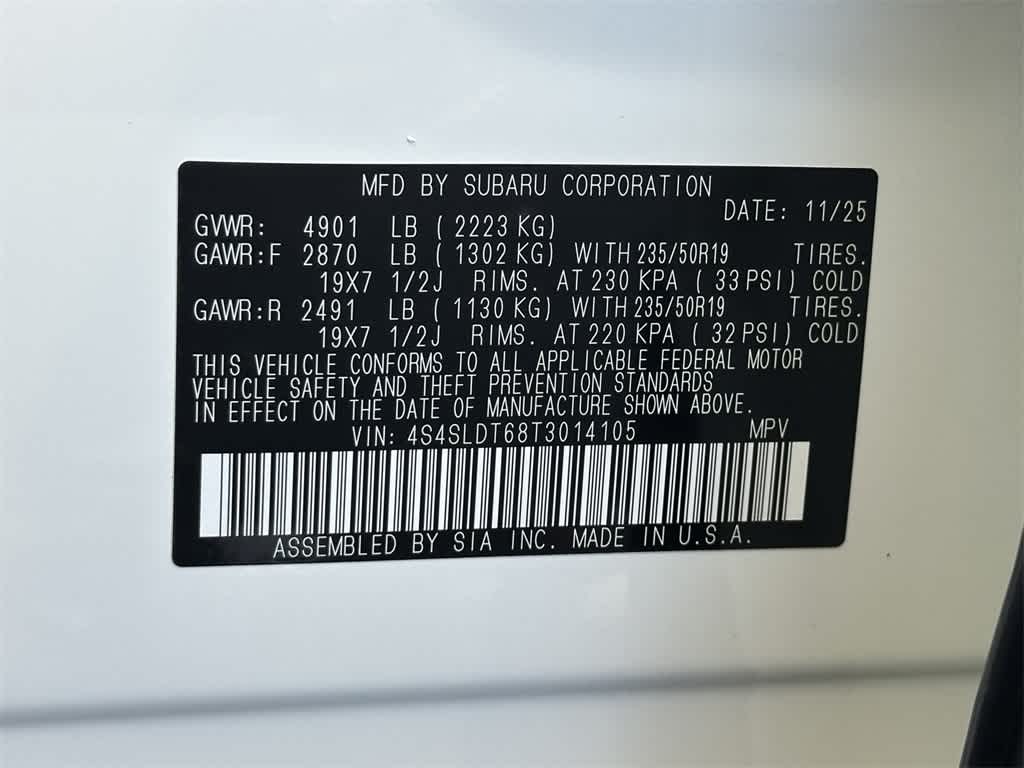 MFD BY SUBARU CORPORATION
DATE: 11/25
GVWR: 4901 LB ( 2223 KG)
GAWR:F 2870 LB ( 1302 KG) WITH 235/50R19 TIRES.
19X7 1/2J RIMS. AT 230 KPA ( 33 PSI) COLD
GAWR:R 2491 LB ( 1130 KG) WITH 235/50R19 TIRES.
19X7 1/2J RIMS. AT 220 KPA ( 32 PSI) COLD
THIS VEHICLE CONFORMS TO ALL APPLICABLE FEDERAL MOTOR
VEHICLE SAFETY AND THEFT PREVENTION STANDARDS
IN EFFECT ON THE DATE OF MANUFACTURE SHOWN ABOVE.
VIN: 4S4SLDT68T3014105 MPV
ASSEMBLED BY SIA INC. MADE IN U.S.A.